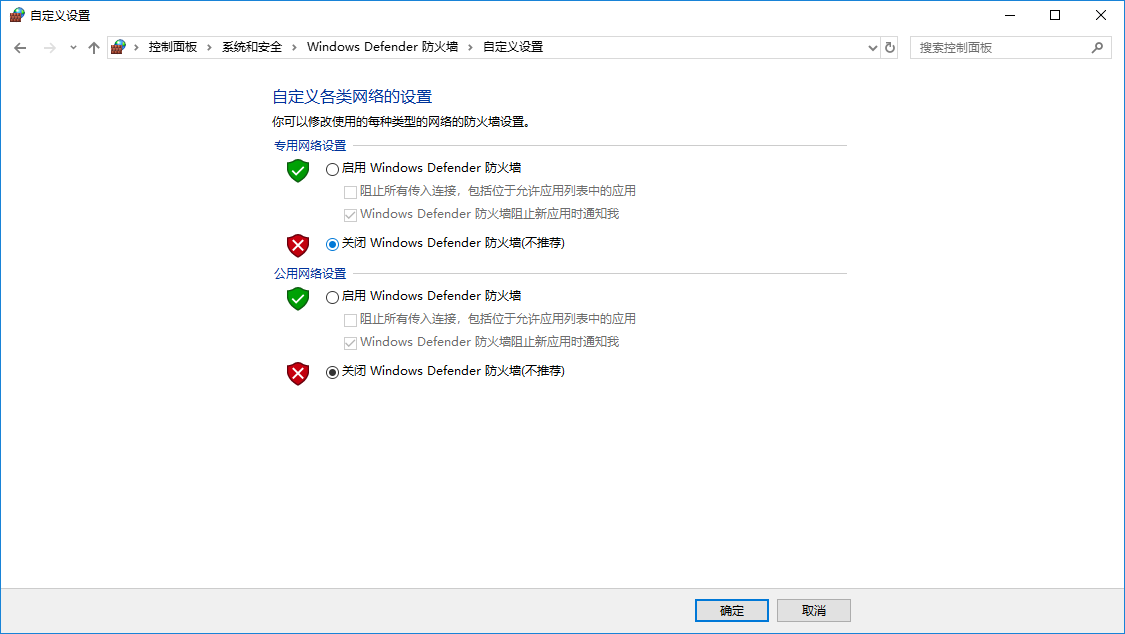 自定义设置
控制面板 系统和安全 Windows Defender 防火墙 自定义设置 搜索控制面板
自定义各类网络的设置
你可以修改使用的每种类型的网络的防火墙设置。
专用网络设置
启用 Windows Defender 防火墙
阻止所有传入连接，包括位于允许应用列表中的应用
Windows Defender 防火墙阻止新应用时通知我
关闭 Windows Defender 防火墙(不推荐)
公用网络设置
启用 Windows Defender 防火墙
阻止所有传入连接，包括位于允许应用列表中的应用
Windows Defender 防火墙阻止新应用时通知我
关闭 Windows Defender 防火墙(不推荐)
确定 取消